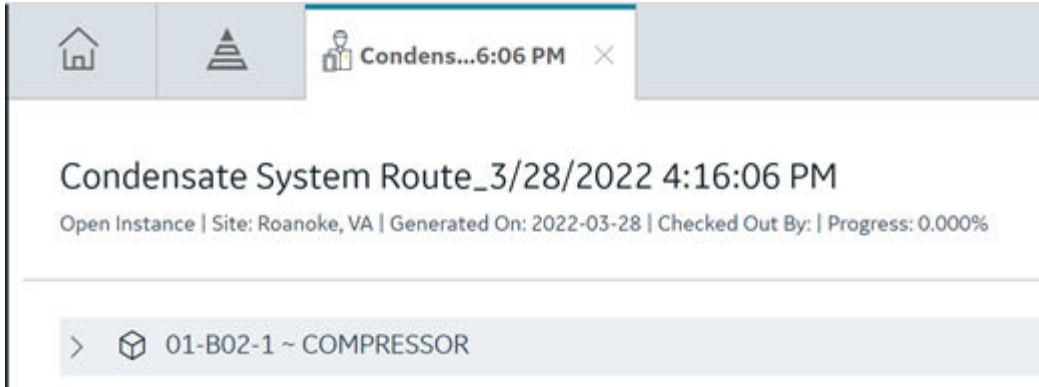 Condens...6:06 PM
Condensate System Route_3/28/2022 4:16:06 PM
Open Instance | Site: Roanoke, VA | Generated On: 2022-03-28 | Checked Out By: | Progress: 0.000%
01-B02-1 ~ COMPRESSOR